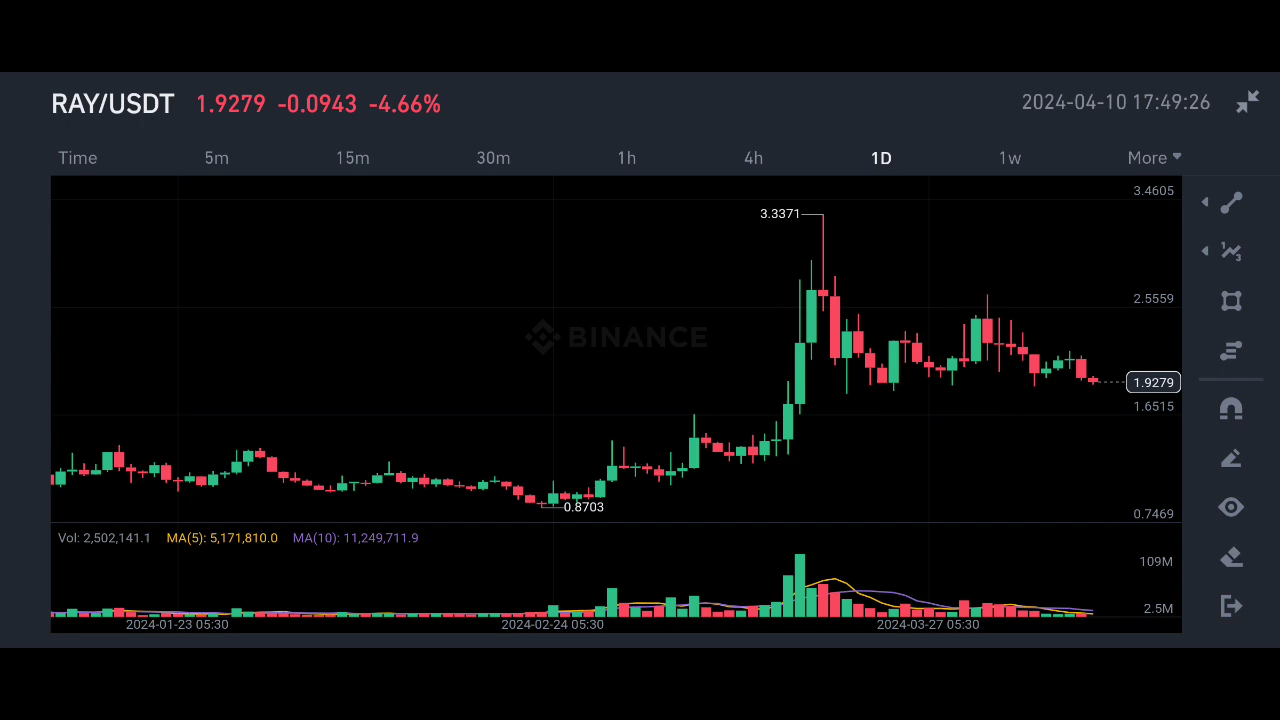 RAY/USDT 1.9279 -0.0943 -4.66% 2024-04-10 17:49:26
Time 5m 15m 30m 1h 4h 1D 1w More
3.4605
3.3371
2.5559
BINANCE
1.9279
1.6515
0.8703
0.7469
Vol: 2,502,141.1 MA(5): 5,171,810.0 MA(10): 11,249,711.9
109M
2.5M
2024-01-23 05:30 2024-02-24 05:30 2024-03-27 05:30